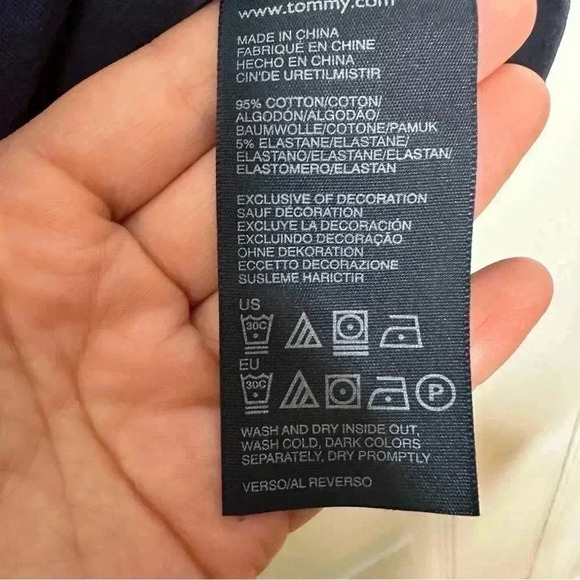 www.tommy.com
MADE IN CHINA
FABRIQUÉ EN CHINE
HECHO EN CHINA
CIN'DE URETILMISTIR
95% COTTON/COTON/
ALGODÓN/ALGODÃO/
BAUMWOLLE/COTONE/PAMUK
5% ELASTANE/ELASTANE/
ELASTANO/ELASTANE/ELASTAN/
ELASTOMERO/ELASTAN
EXCLUSIVE OF DECORATION
SAUF DÉCORATION
EXCLUYE LA DECORACIÓN
EXCLUINDO DECORAÇÃO
OHNE DEKORATION
ECCETTO DECORAZIONE
SUSLEME HARICTIR
US
30C
EU
30C P
WASH AND DRY INSIDE OUT,
WASH COLD, DARK COLORS
SEPARATELY, DRY PROMPTLY
VERSO/AL REVERSO